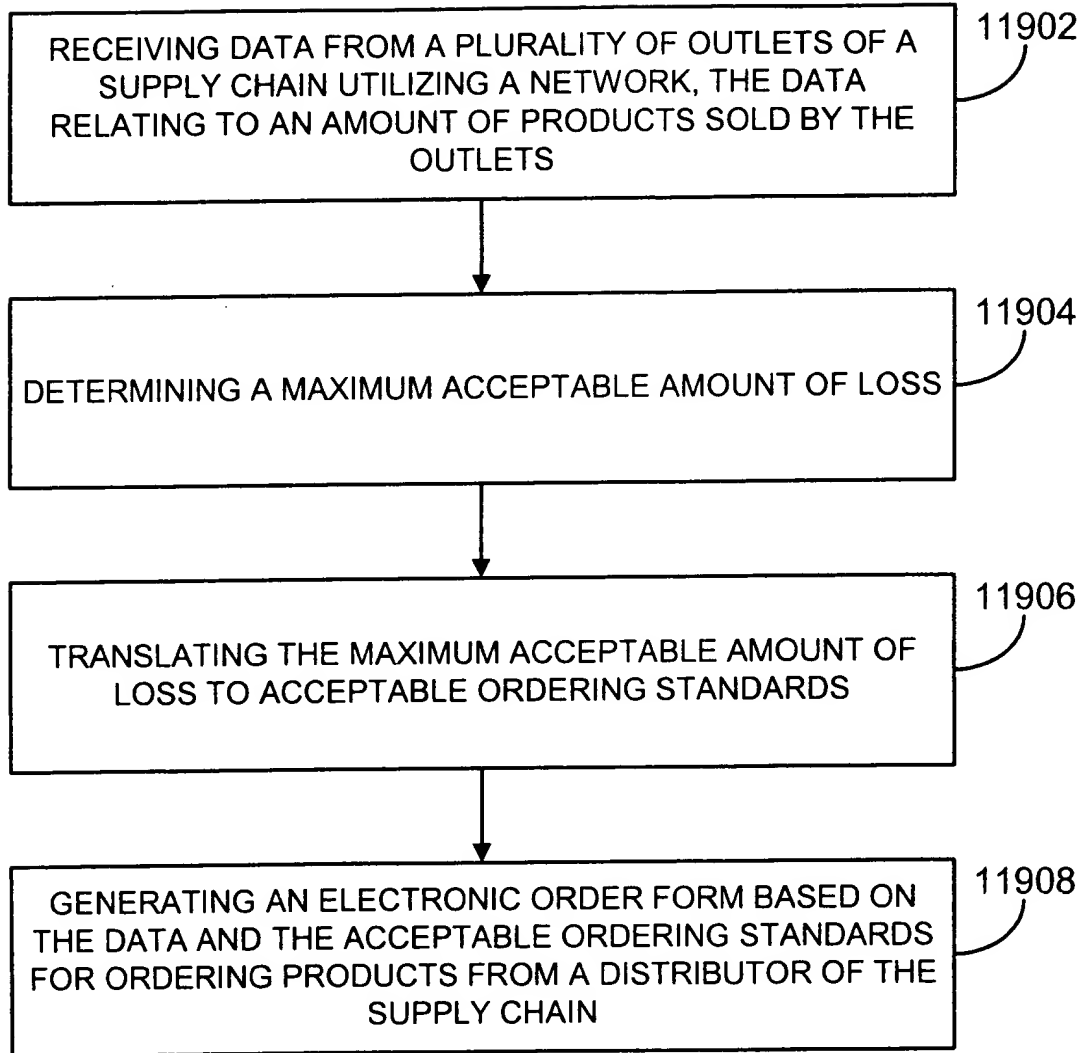 RECEIVING DATA FROM A PLURALITY OF OUTLETS OF A
SUPPLY CHAIN UTILIZING A NETWORK, THE DATA
RELATING TO AN AMOUNT OF PRODUCTS SOLD BY THE
OUTLETS
11902
DETERMINING A MAXIMUM ACCEPTABLE AMOUNT OF LOSS
11904
TRANSLATING THE MAXIMUM ACCEPTABLE AMOUNT OF
LOSS TO ACCEPTABLE ORDERING STANDARDS
11906
GENERATING AN ELECTRONIC ORDER FORM BASED ON
THE DATA AND THE ACCEPTABLE ORDERING STANDARDS
FOR ORDERING PRODUCTS FROM A DISTRIBUTOR OF THE
SUPPLY CHAIN
11908